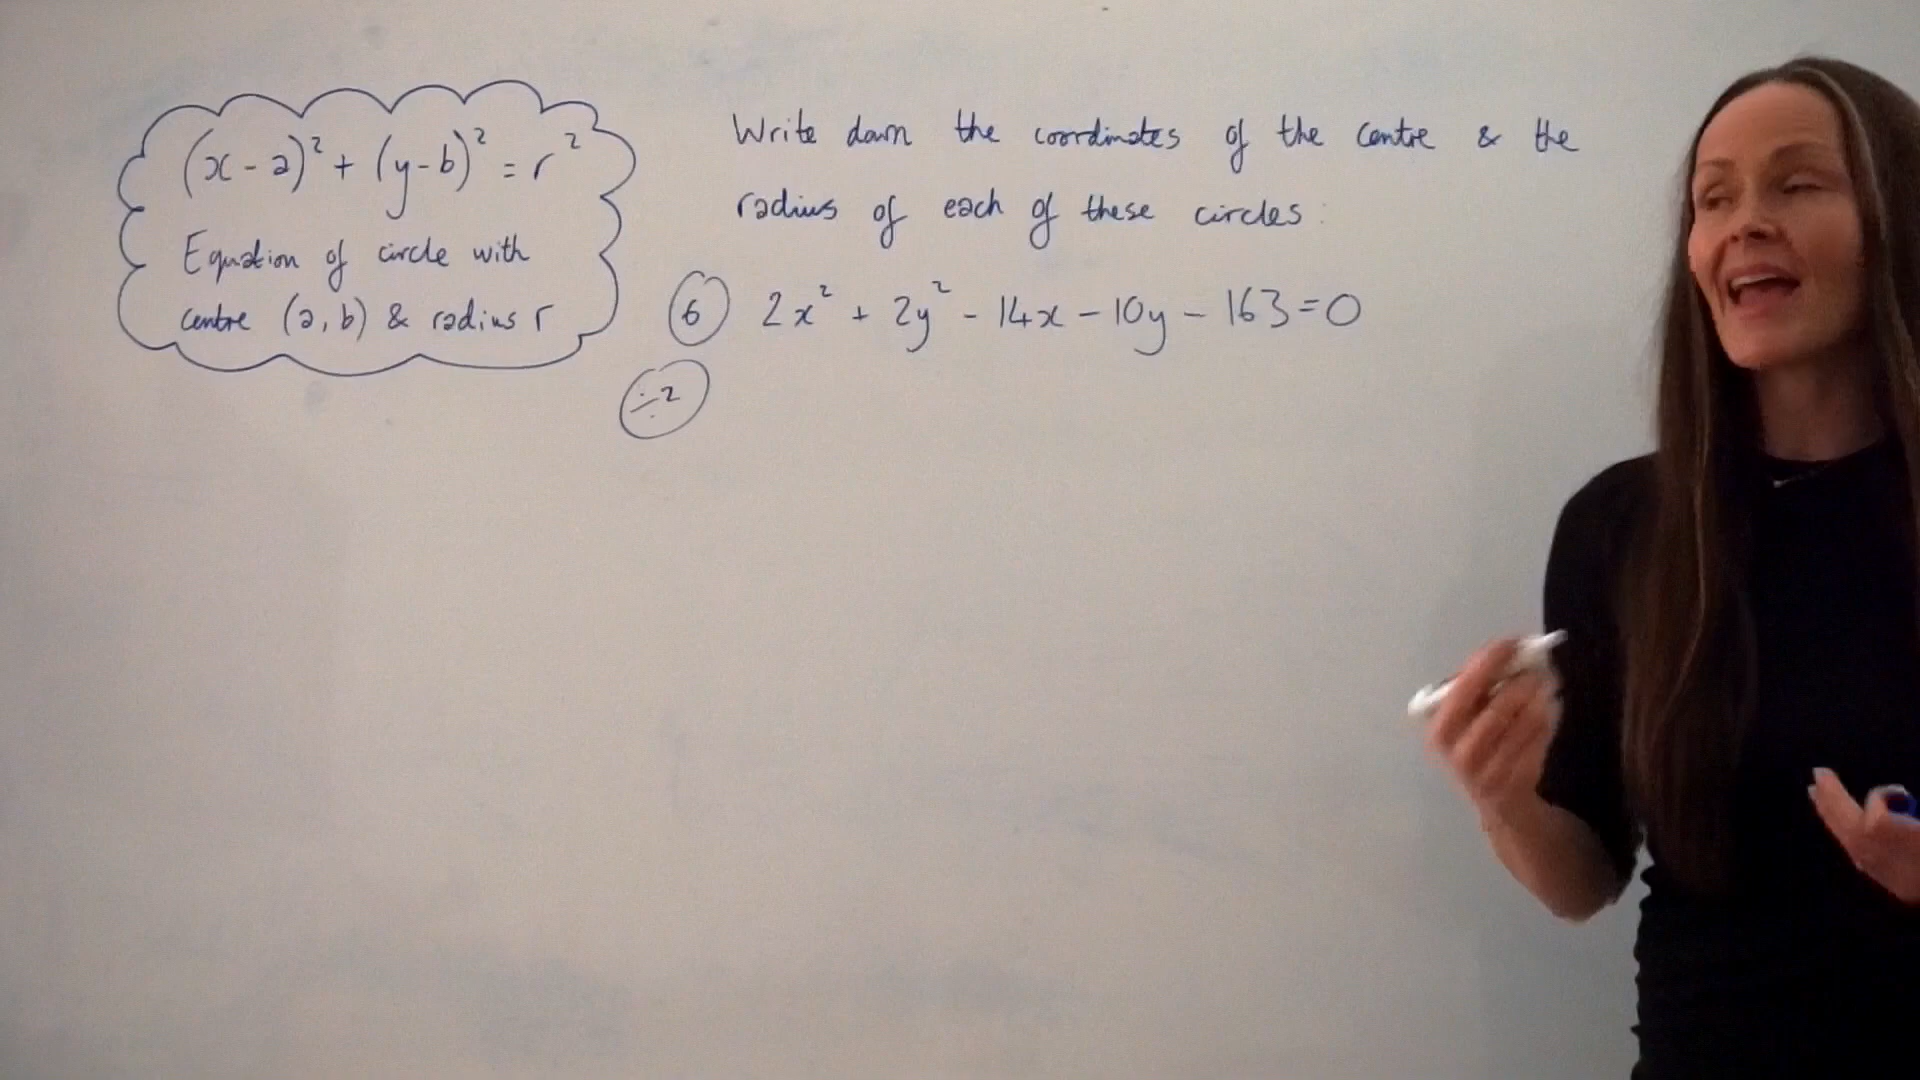 (x-a)² + (y-b)² = r²
Equation of circle with
centre (a, b) & radius r
Write down the coordinates of the centre & the
radius of each of these circles:
6 2x² + 2y² - 14x - 10y - 163 = 0
÷2